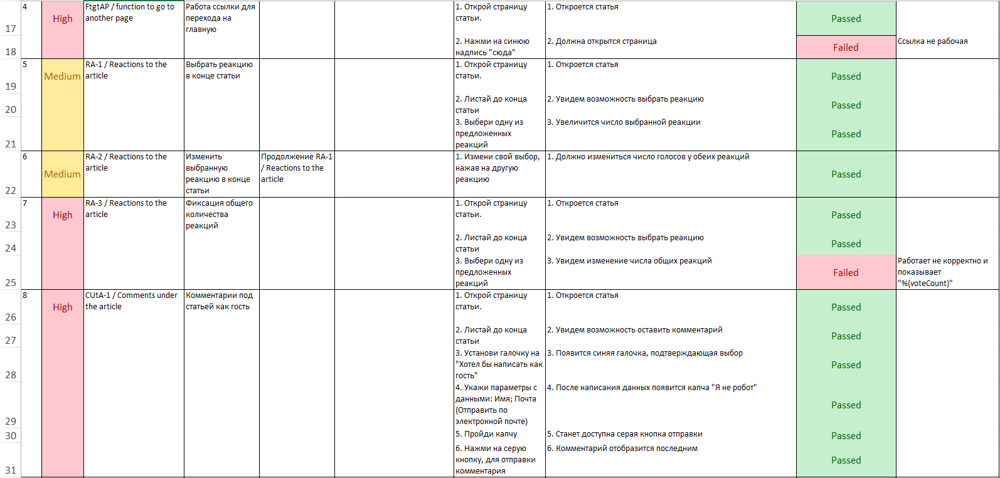 4
FtgtAP / function to go to
another page
Работа ссылки для
перехода на
главную
1. Открой страницу
статьи.
1. Откроется статья
High
Passed
17
2. Нажми на синюю
надпись "сюда"
2. Должна открытся страница
Failed
Ссылка не рабочая
18
5
RA-1 / Reactions to the
article
Выбрать реакцию
в конце статьи
1. Открой страницу
статьи.
1. Откроется статья
Medium
Passed
19
2. Листай до конца
статьи
2. Увидем возможность выбрать реакцию
Passed
20
3. Выбери одну из
предложенных
реакций
3. Увеличится число выбранной реакции
Passed
21
6
RA-2 / Reactions to the
article
Изменить
выбранную
реакцию в конце
статьи
Продолжение RA-1
/ Reactions to the
article
1. Измени свой выбор,
нажав на другую
реакцию
1. Должно измениться число голосов у обеих реакций
Medium
Passed
22
7
RA-3 / Reactions to the
article
Фиксация общего
количества
реакций
1. Открой страницу
статьи.
1. Откроется статья
High
Passed
23
2. Листай до конца
статьи
2. Увидем возможность выбрать реакцию
Passed
24
3. Выбери одну из
предложенных
реакций
3. Увидем изменение числа общих реакций
Failed
Работает не корректно и
показывает
"%(voteCount)"
25
8
CUtA-1 / Comments under
the article
Комментарии под
статьей как гость
1. Открой страницу
статьи.
1. Откроется статья
High
Passed
26
2. Листай до конца
статьи
2. Увидем возможность оставить комментарий
Passed
27
3. Установи галочку на
"Хотел бы написать как
гость"
3. Появится синяя галочка, подтверждающая выбор
Passed
28
4. Укажи параметры с
данными: Имя; Почта
(Отправить по
электронной почте)
4. После написания данных появится капча "Я не робот"
Passed
29
5. Пройди капчу
5. Станет доступна серая кнопка отправки
Passed
30
6. Нажми на серую
кнопку, для отправки
комментария
6. Комментарий отобразится последним
Passed
31